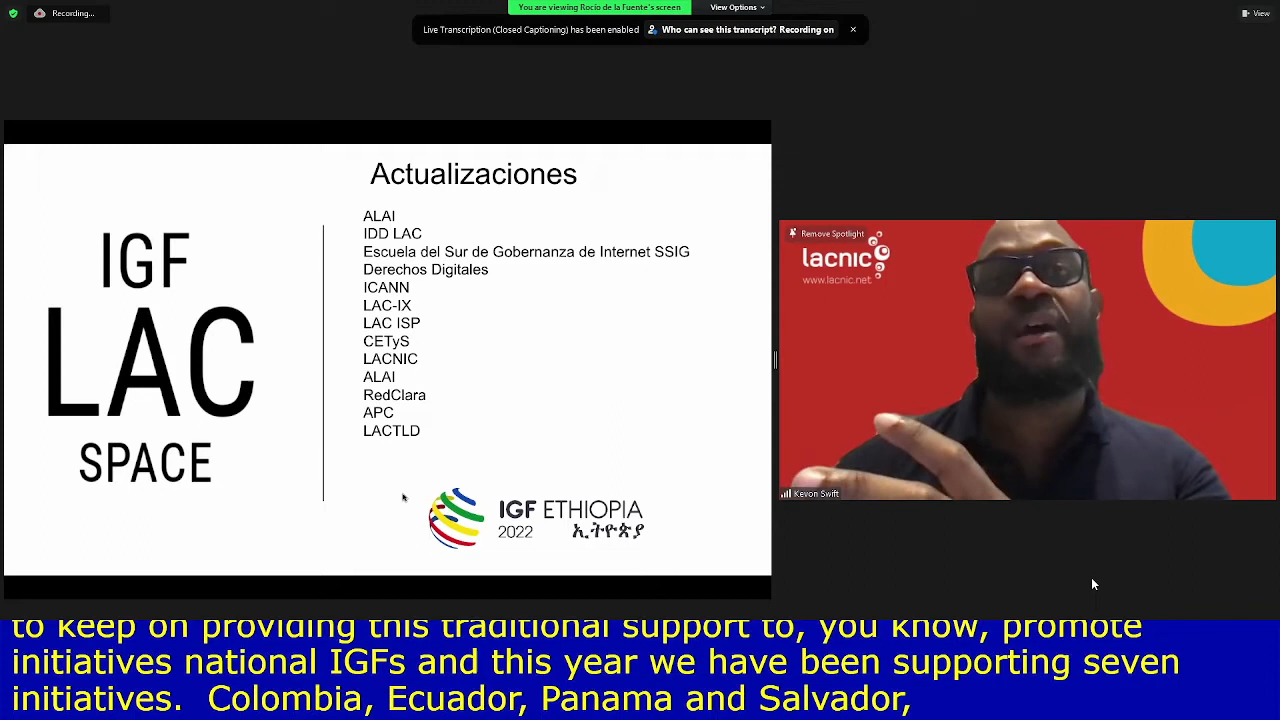 Recording...
You are viewing Rocio de la Fuente's screen
View Options
View
Live Transcription (Closed Captioning) has been enabled
Who can see this transcript? Recording on
Actualizaciones
IGF
LAC
SPACE
ALAI
IDD LAC
Escuela del Sur de Gobernanza de Internet SSIG
Derechos Digitales
ICANN
LAC-IX
LAC ISP
CETyS
LACNIC
ALAI
RedClara
APC
LACTLD
IGF ETHIOPIA
2022 ኢትዮጵያ
Remove Spotlight
lacnic
www.lacnic.net
Kevon Swift
to keep on providing this traditional support to, you know, promote
initiatives national IGFs and this year we have been supporting seven
initiatives. Colombia, Ecuador, Panama and Salvador,